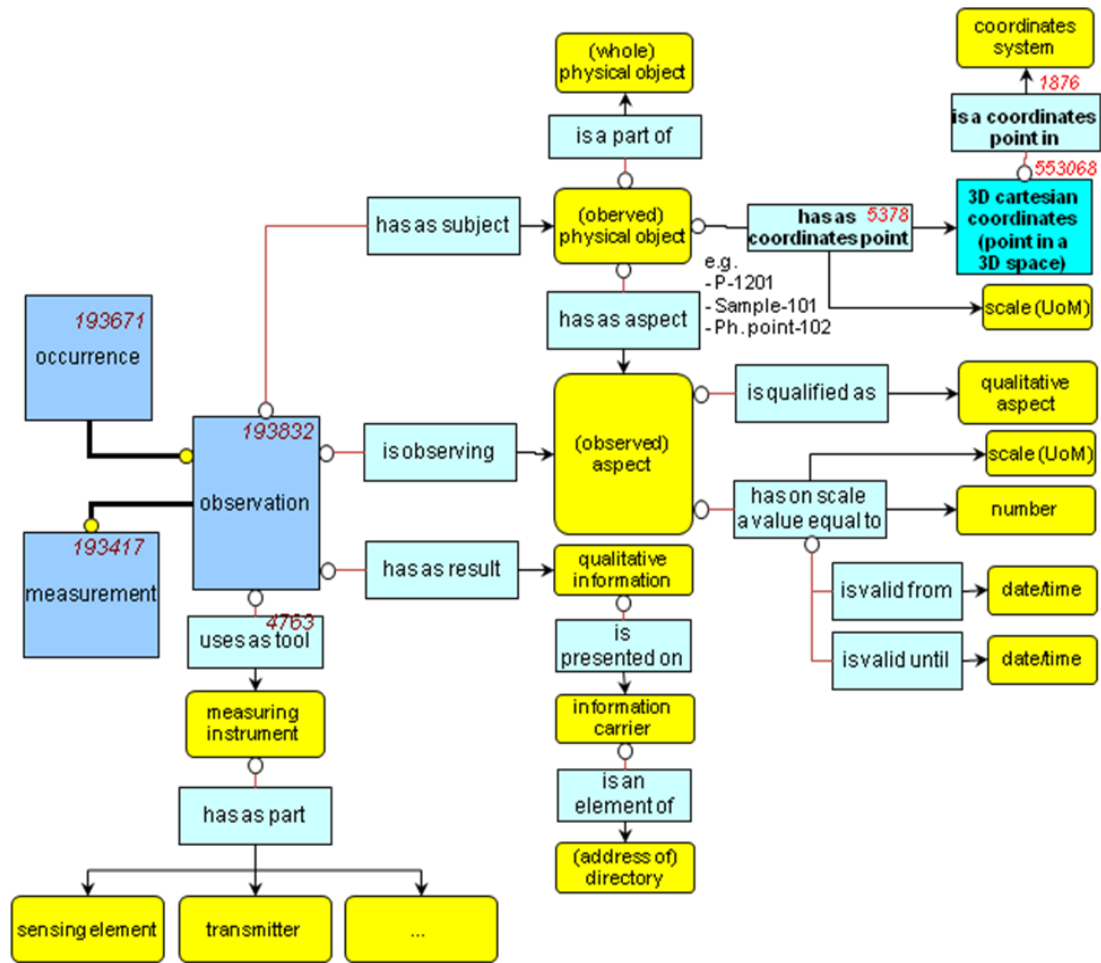 (whole)
physical object
coordinates
system
1876
is a part of
is a coordinates
point in
553068
has as subject
(oberved)
physical object
has as 5378
coordinates point
3D cartesian
coordinates
(point in a
3D space)
e.g.
-P-1201
-Sample-101
-Ph. point-102
193671
occurrence
has as aspect
scale (UoM)
is qualified as
qualitative
aspect
193832
observation
is observing
(observed)
aspect
scale (UoM)
has on scale
a value equal to
number
193417
measurement
has as result
qualitative
information
is valid from
date/time
4763
uses as tool
is
presented on
is valid until
date/time
measuring
instrument
information
carrier
has as part
is an
element of
(address of)
directory
sensing element
transmitter
...